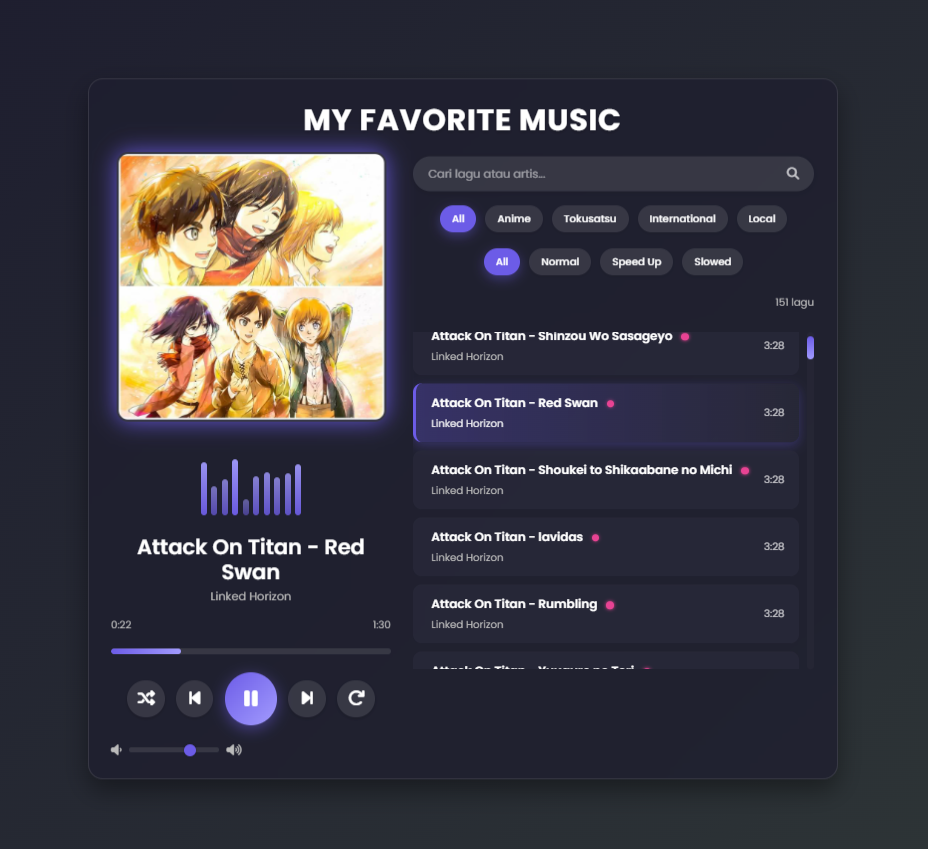 MY FAVORITE MUSIC
Cari lagu atau artis...
All Anime Tokusatsu International Local
All Normal Speed Up Slowed
151 lagu
Attack On Titan - Shinzou Wo Sasageyo
Linked Horizon
3:28
Attack On Titan - Red Swan
Linked Horizon
3:28
Attack On Titan - Shoukei to Shikaabane no Michi
Linked Horizon
3:28
Attack On Titan - lavidas
Linked Horizon
3:28
Attack On Titan - Rumbling
Linked Horizon
3:28
Attack On Titan -
Attack On Titan - Red
Swan
Linked Horizon
0:22 1:30